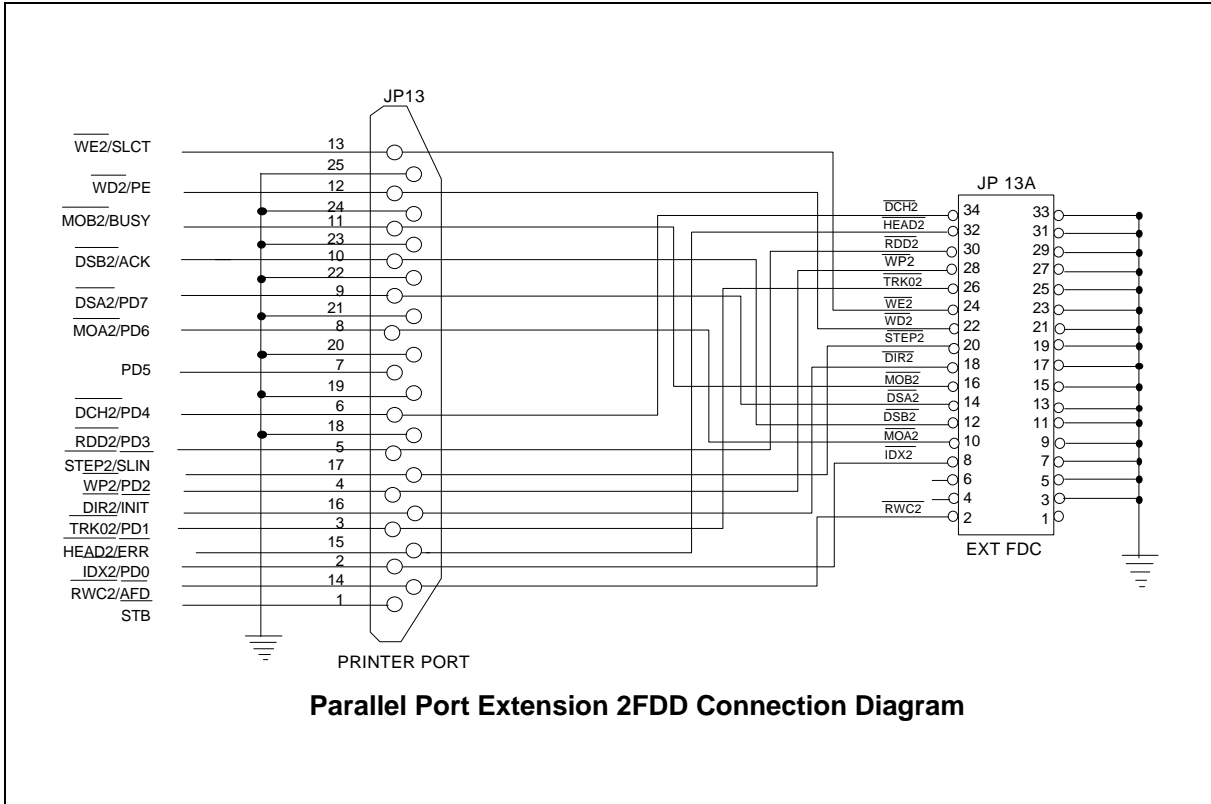 JP13
WE2/SLCT
WD2/PE
MOB2/BUSY
DSB2/ACK
DSA2/PD7
MOA2/PD6
PD5
DCH2/PD4
RDD2/PD3
STEP2/SLIN
WP2/PD2
DIR2/INIT
TRK02/PD1
HEAD2/ERR
IDX2/PD0
RWC2/AFD
STB
13
25
12
24
11
23
10
22
9
21
8
20
7
19
6
18
5
17
4
16
3
15
2
14
1
PRINTER PORT
JP 13A
DCH2
HEAD2
RDD2
WP2
TRK02
WE2
WD2
STEP2
DIR2
MOB2
DSA2
DSB2
MOA2
IDX2
RWC2
34 33
32 31
30 29
28 27
26 25
24 23
22 21
20 19
18 17
16 15
14 13
12 11
10 9
8 7
6 5
4 3
2 1
EXT FDC
Parallel Port Extension 2FDD Connection Diagram